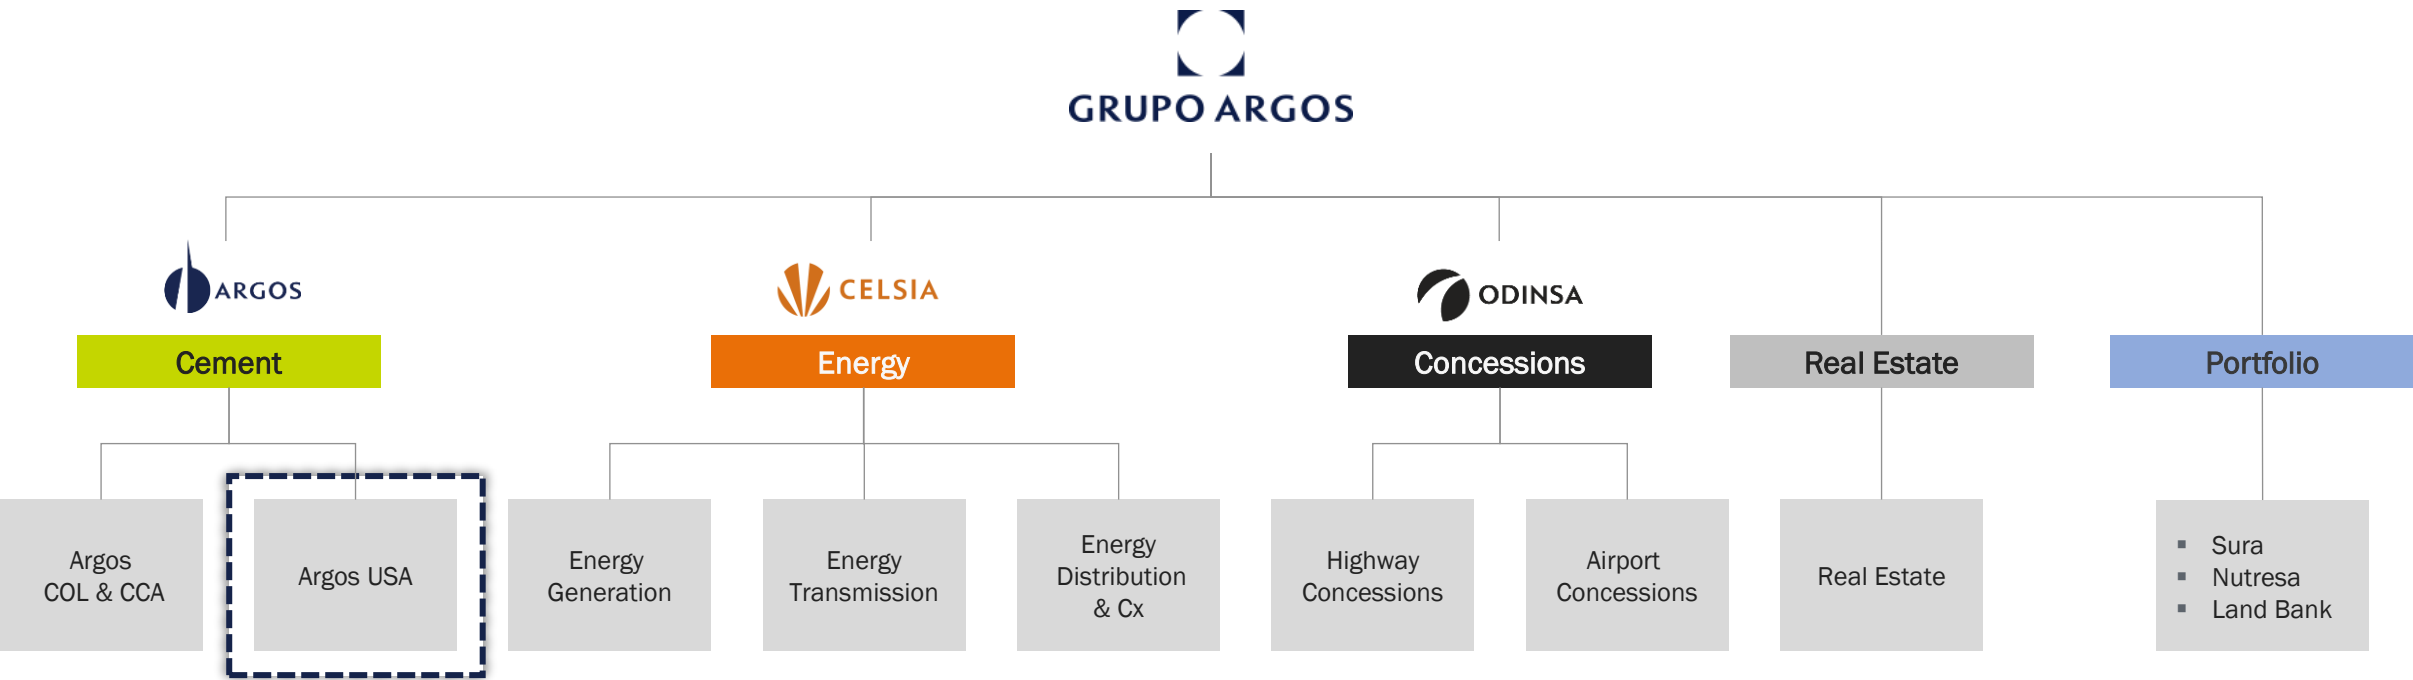 GRUPO ARGOS
ARGOS
CELSIA
ODINSA
Cement
Energy
Concessions
Real Estate
Portfolio
Argos
COL & CCA
Argos USA
Energy
Generation
Energy
Transmission
Energy
Distribution
& Cx
Highway
Concessions
Airport
Concessions
Real Estate
▪ Sura
▪ Nutresa
▪ Land Bank